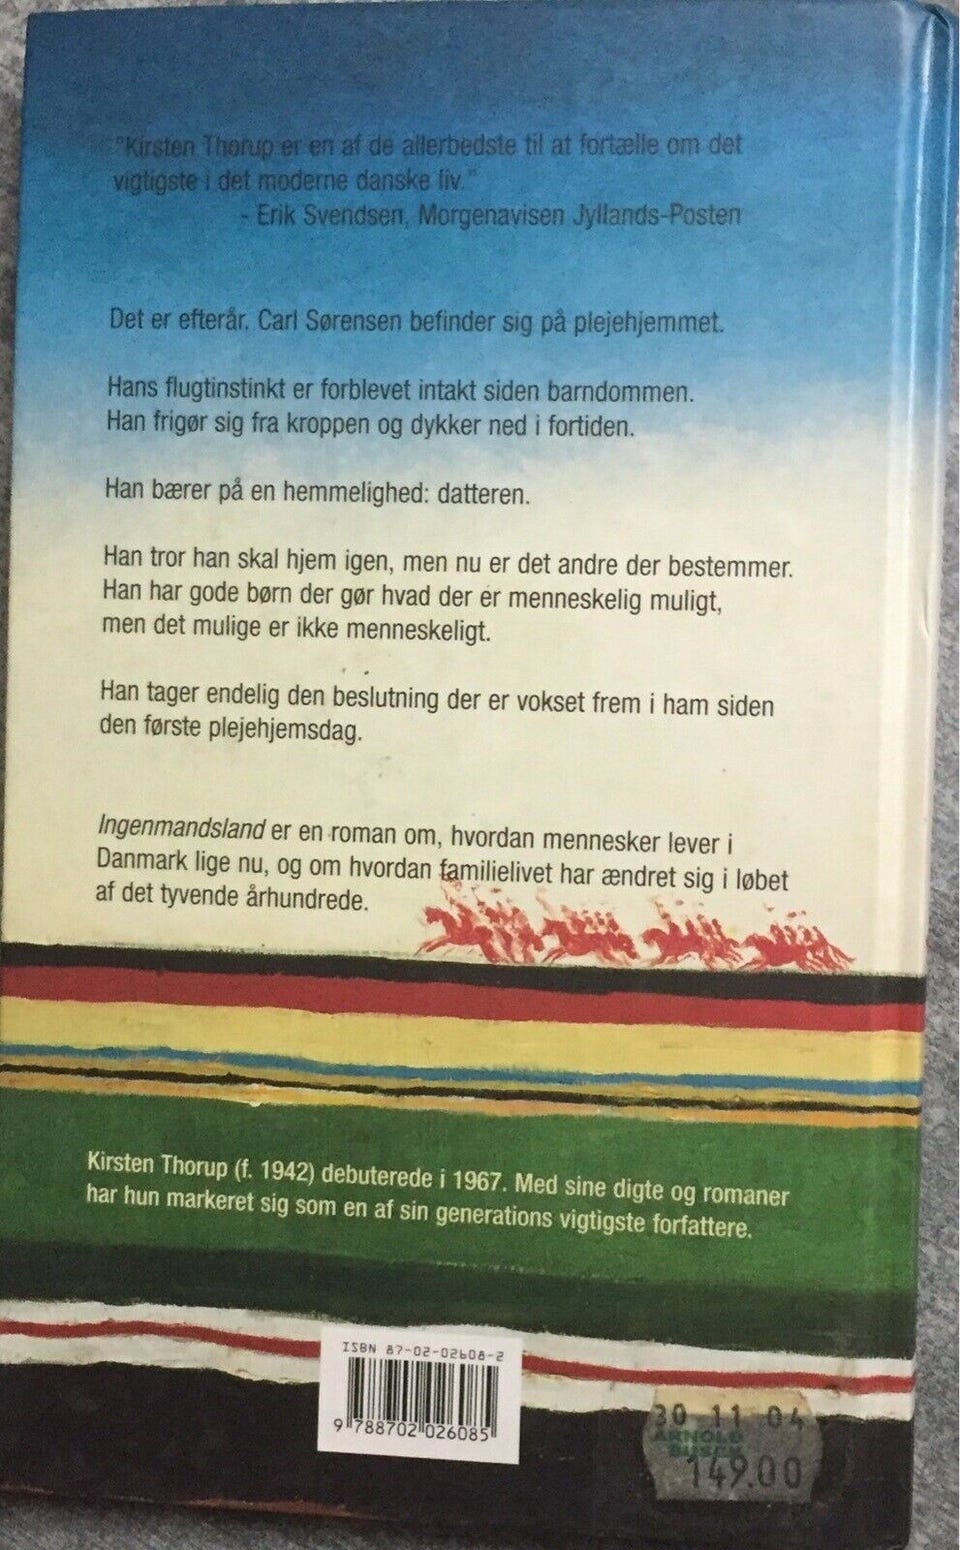 "Kirsten Thorup er en af de allerbedste til at fortælle om det
vigtigste i det moderne danske liv."
- Erik Svendsen, Morgenavisen Jyllands-Posten
Det er efterår. Carl Sørensen befinder sig på plejehjemmet.
Hans flugtinstinkt er forblevet intakt siden barndommen.
Han frigør sig fra kroppen og dykker ned i fortiden.
Han bærer på en hemmelighed: datteren.
Han tror han skal hjem igen, men nu er det andre der bestemmer.
Han har gode børn der gør hvad der er menneskelig muligt,
men det mulige er ikke menneskeligt.
Han tager endelig den beslutning der er vokset frem i ham siden
den første plejehjemsdag.
Ingenmandsland er en roman om, hvordan mennesker lever i
Danmark lige nu, og om hvordan familielivet har ændret sig i løbet
af det tyvende århundrede.
Kirsten Thorup (f. 1942) debuterede i 1967. Med sine digte og romaner
har hun markeret sig som en af sin generations vigtigste forfattere.
ISBN 87-02-02608-2
9 788702 026085
30 11 04
ARNOLD
BUSCK
149.00